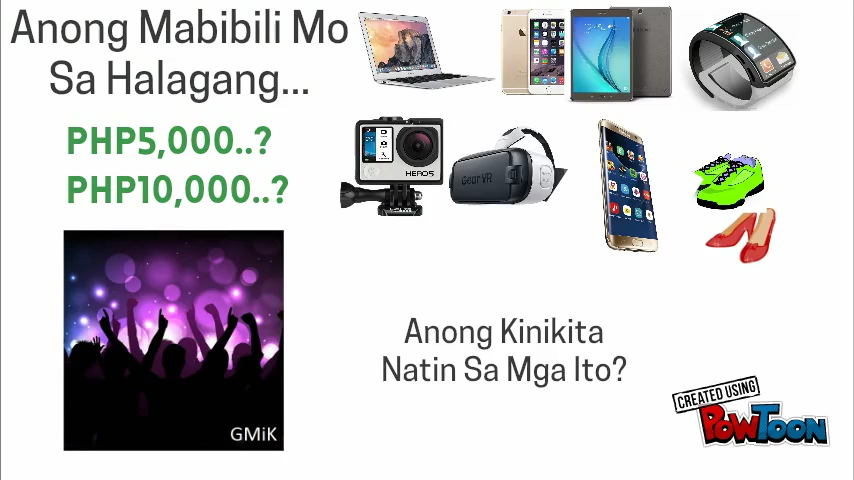 Anong Mabibili Mo
Sa Halagang...
PHP5,000..?
PHP10,000..?
HERO5
Gear VR
GMiK
Anong Kinikita
Natin Sa Mga Ito?
CREATED USING
POWTOON